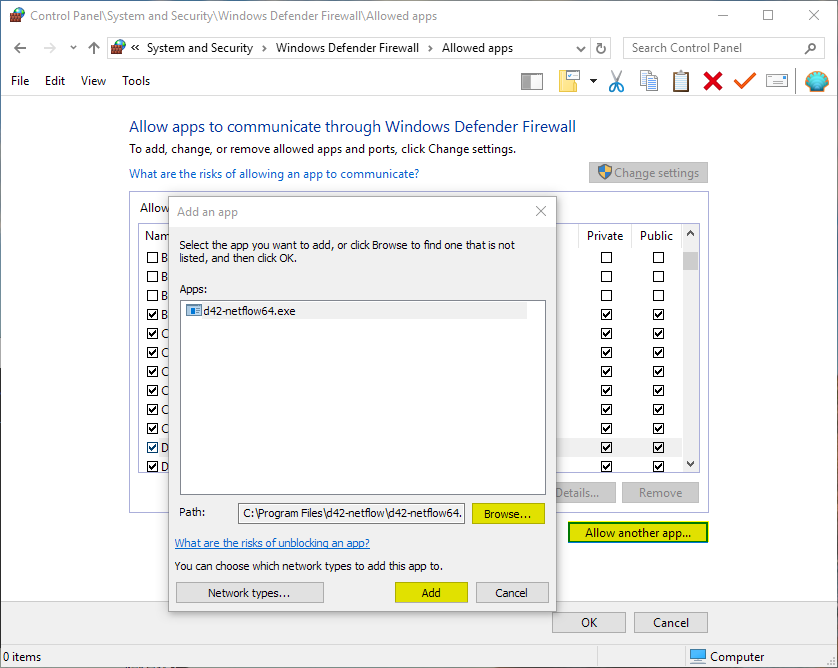 Control Panel\System and Security\Windows Defender Firewall\Allowed apps
« System and Security > Windows Defender Firewall > Allowed apps
Search Control Panel
File Edit View Tools
Allow apps to communicate through Windows Defender Firewall
To add, change, or remove allowed apps and ports, click Change settings.
What are the risks of allowing an app to communicate?
Change settings
Allow
Nam
Private Public
B
B
B
B
C
C
C
C
C
C
D
D
Add an app
Select the app you want to add, or click Browse to find one that is not
listed, and then click OK.
Apps:
d42-netflow64.exe
Path:
C:\Program Files\d42-netflow\d42-netflow64.
Browse...
What are the risks of unblocking an app?
You can choose which network types to add this app to.
Network types...
Add
Cancel
Details...
Remove
Allow another app...
OK
Cancel
0 items
Computer